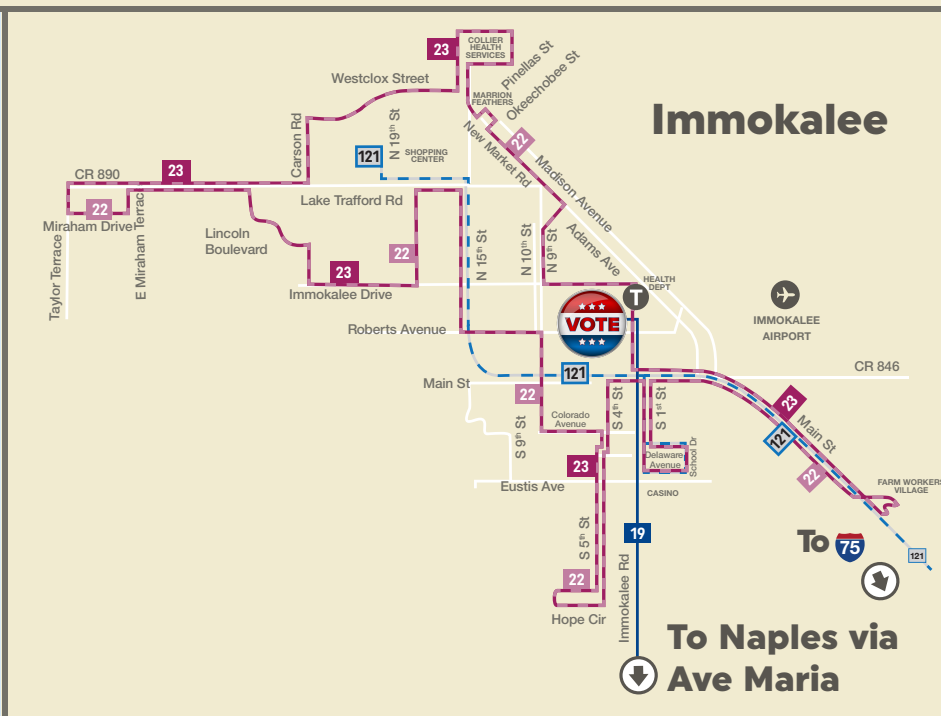 COLLIER
HEALTH
SERVICES
23
Pinellas St
Okeechobee St
Westclox Street
MARRION
FEATHERS
Immokalee
22
New Market Rd
Madison Avenue
Carson Rd
N 19th St
121
SHOPPING
CENTER
CR 890
23
Lake Trafford Rd
22
Miraham Drive
Taylor Terrace
E Miraham Terrac
Lincoln
Boulevard
22
N 15th St
N 10th St
N 9th St
Adams Ave
23
Immokalee Drive
HEALTH
DEPT
T
VOTE
IMMOKALEE
AIRPORT
Roberts Avenue
CR 846
Main St
121
22
S 9th St
Colorado
Avenue
S 4th St
S 1st St
23
121
Main St
22
Delaware
Avenue
School Dr
23
Eustis Ave
CASINO
FARM WORKERS
VILLAGE
S 5th St
19
To 75
121
22
Immokalee Rd
Hope Cir
To Naples via
Ave Maria